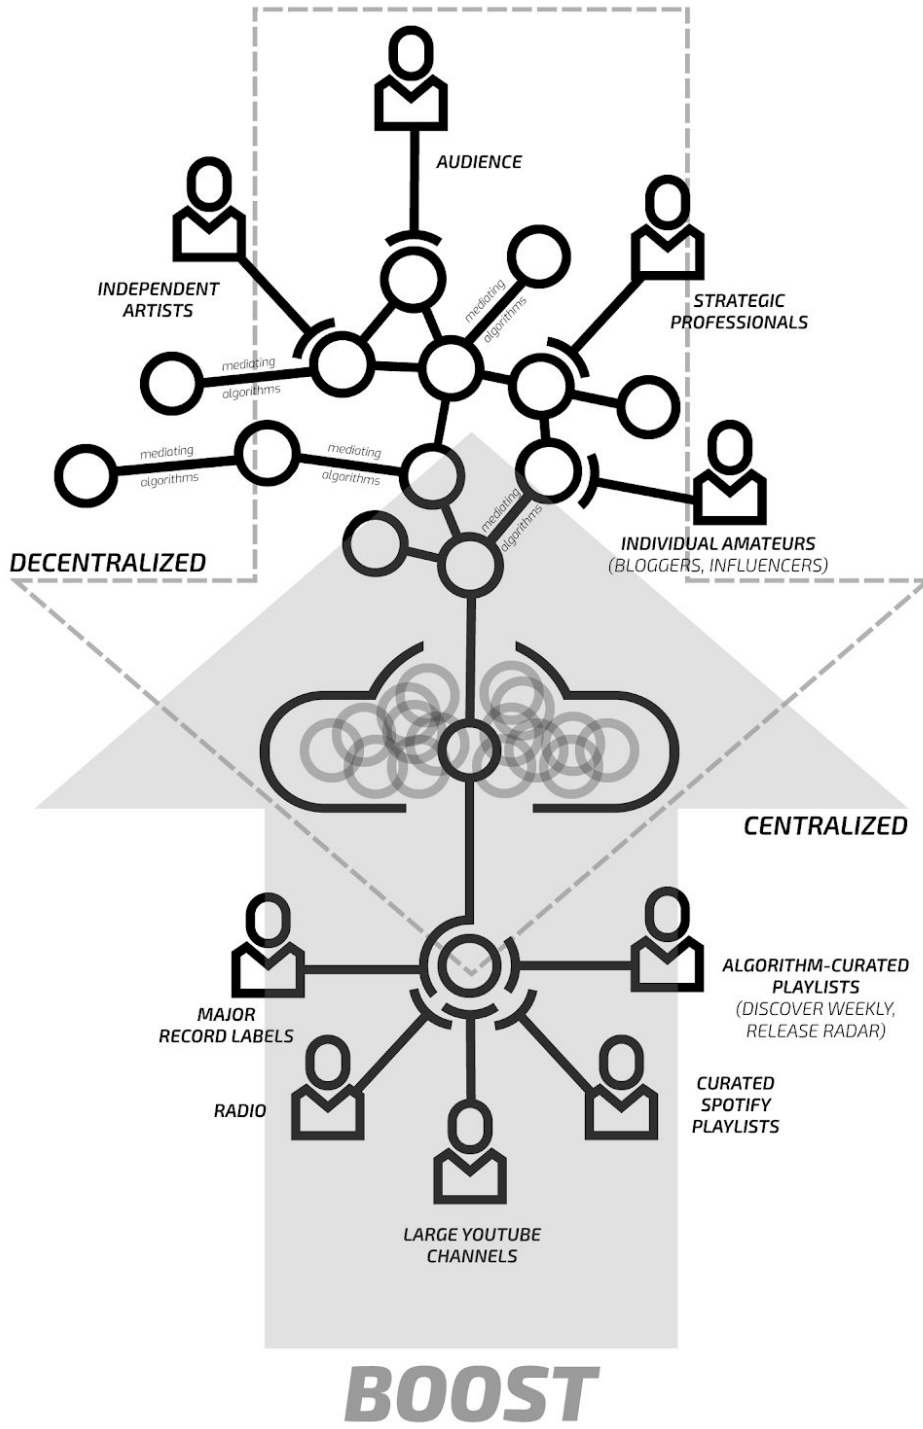 AUDIENCE
INDEPENDENT
ARTISTS
STRATEGIC
PROFESSIONALS
mediating
algorithms
mediating
algorithms
mediating
algorithms
mediating
algorithms
mediating
algorithms
DECENTRALIZED
INDIVIDUAL AMATEURS
(BLOGGERS, INFLUENCERS)
CENTRALIZED
MAJOR
RECORD LABELS
ALGORITHM-CURATED
PLAYLISTS
(DISCOVER WEEKLY,
RELEASE RADAR)
RADIO
CURATED
SPOTIFY
PLAYLISTS
LARGE YOUTUBE
CHANNELS
BOOST